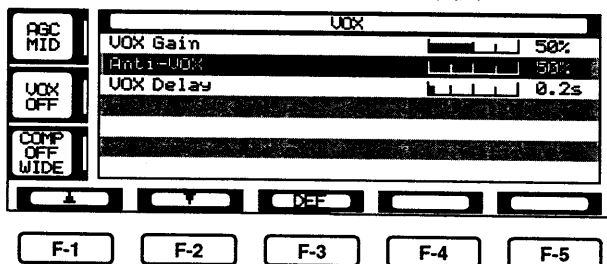 VOX
AGC
MID
VOX
OFF
COMP
OFF
WIDE
VOX Gain 50%
Anti-VOX 50%
VOX Delay 0.2s
▲ ▼ DEF
F-1 F-2 F-3 F-4 F-5